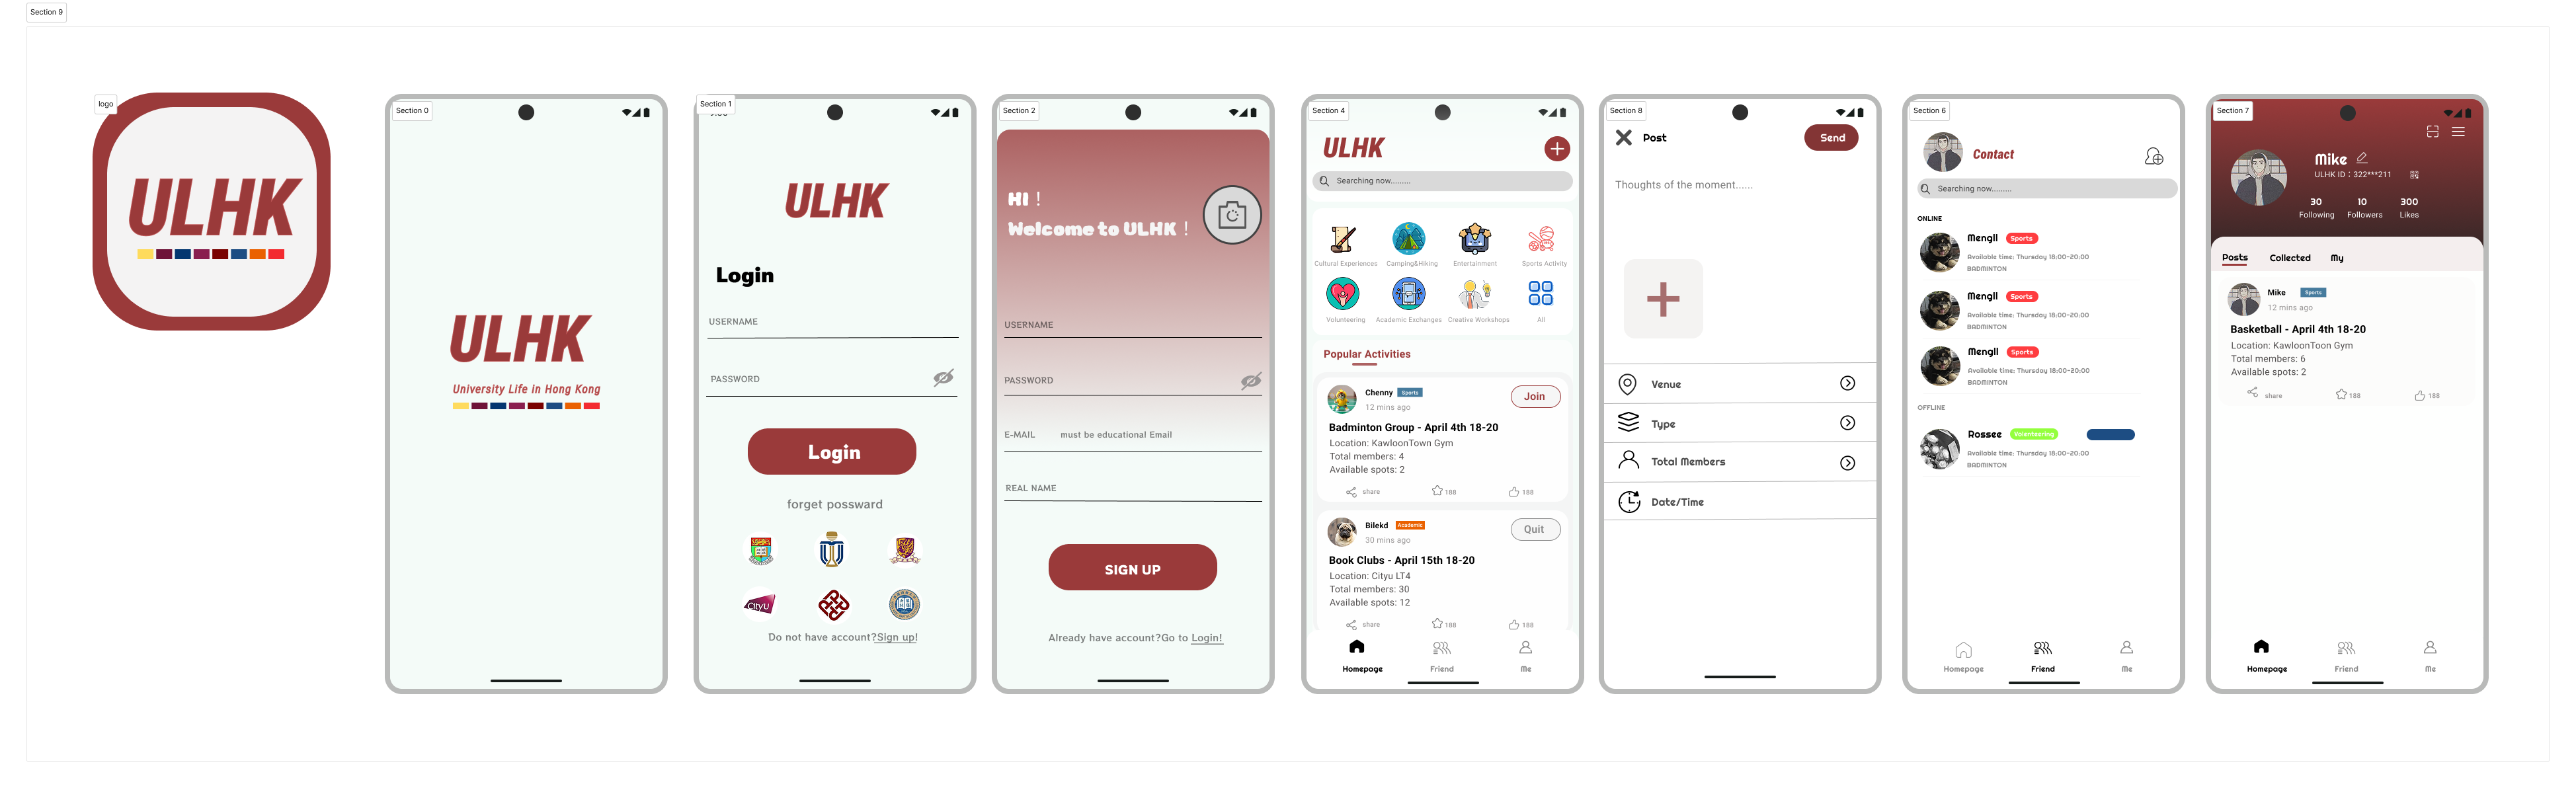 Section 9
logo
ULHK
Section 0
ULHK
University Life in Hong Kong
Section 1
ULHK
Login
USERNAME
PASSWORD
Login
forget possward
CityU
Do not have account?Sign up!
Section 2
HI !
Welcome to ULHK !
USERNAME
PASSWORD
E-MAIL must be educational Email
REAL NAME
SIGN UP
Already have account?Go to Login!
Section 4
ULHK
Searching now.........
Cultural Experiences Camping&Hiking Entertainment Sports Activity
Volunteering Academic Exchanges Creative Workshops All
Popular Activities
Chenny Sports
12 mins ago
Join
Badminton Group - April 4th 18-20
Location: KawloonTown Gym
Total members: 4
Available spots: 2
share 188 188
Bilekd Academic
30 mins ago
Quit
Book Clubs - April 15th 18-20
Location: Cityu LT4
Total members: 30
Available spots: 12
share 188 188
Homepage Friend Me
Section 8
Post Send
Thoughts of the moment......
Venue
Type
Total Members
Date/Time
Section 6
Contact
Searching now.........
ONLINE
Mengll Sports
Available time: Thursday 18:00-20:00
BADMINTON
Mengll Sports
Available time: Thursday 18:00-20:00
BADMINTON
Mengll Sports
Available time: Thursday 18:00-20:00
BADMINTON
OFFLINE
Rossee Volenteering
Available time: Thursday 18:00-20:00
BADMINTON
Homepage Friend Me
Section 7
Mike
ULHK ID : 322***211
30 10 300
Following Followers Likes
Posts Collected My
Mike Sports
12 mins ago
Basketball - April 4th 18-20
Location: KawloonToon Gym
Total members: 6
Available spots: 2
share 188 188
Homepage Friend Me